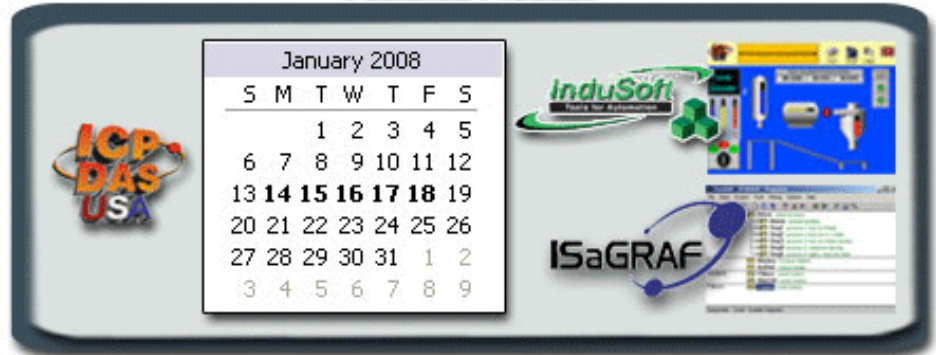 ICP
DAS
USA
January 2008
S M T W T F S
1 2 3 4 5
6 7 8 9 10 11 12
13 14 15 16 17 18 19
20 21 22 23 24 25 26
27 28 29 30 31 1 2
3 4 5 6 7 8 9
InduSoft
Tools for Automation
ISaGRAF